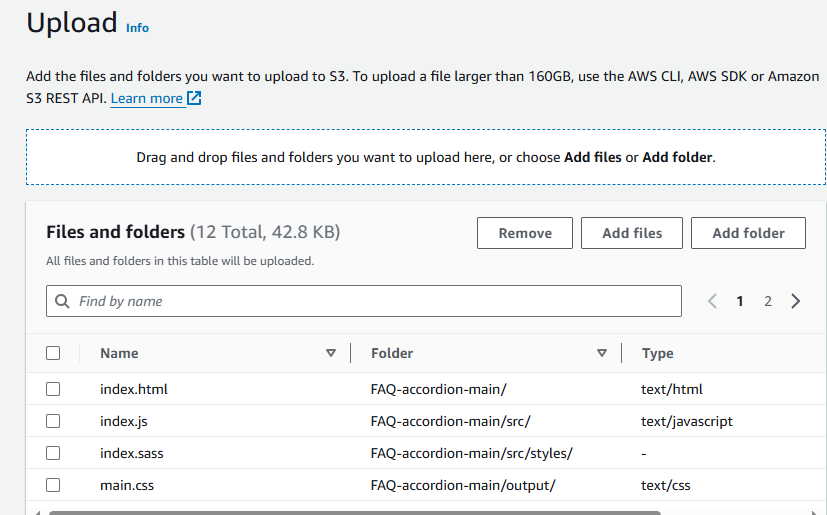 Upload Info
Add the files and folders you want to upload to S3. To upload a file larger than 160GB, use the AWS CLI, AWS SDK or Amazon
S3 REST API. Learn more
Drag and drop files and folders you want to upload here, or choose Add files or Add folder.
Files and folders (12 Total, 42.8 KB) Remove Add files Add folder
All files and folders in this table will be uploaded.
Find by name 1 2
Name Folder Type
index.html FAQ-accordion-main/ text/html
index.js FAQ-accordion-main/src/ text/javascript
index.sass FAQ-accordion-main/src/styles/ -
main.css FAQ-accordion-main/output/ text/css